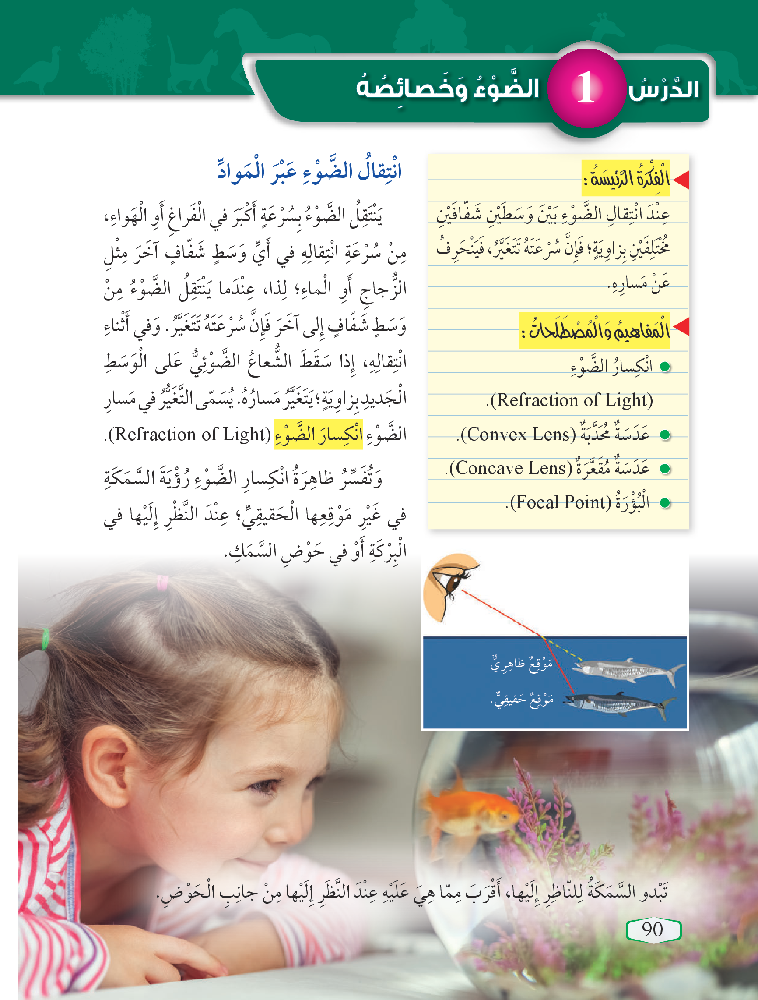 الدَّرْسُ 1 الضَّوْءُ وَخَصائِصُهُ
الْفِكْرَةُ الرَّئيسَةُ:
عِنْدَ انْتِقالِ الضَّوْءِ بَيْنَ وَسَطَيْنِ شَفّافَيْنِ
مُخْتَلِفَيْنِ بِزاوِيَةٍ؛ فَإِنَّ سُرْعَتَهُ تَتَغَيَّرُ، فَيَنْحَرِفُ
عَنْ مَسارِهِ.
الْمَفاهيمُ وَالْمُصْطَلَحاتُ:
انْكِسارُ الضَّوْءِ
(Refraction of Light).
عَدَسَةٌ مُحَدَّبَةٌ (Convex Lens).
عَدَسَةٌ مُقَعَّرَةٌ (Concave Lens).
الْبُؤْرَةُ (Focal Point).
انْتِقالُ الضَّوْءِ عَبْرَ الْمَوادِّ
يَنْتَقِلُ الضَّوْءُ بِسُرْعَةٍ أَكْبَرَ في الْفَراغِ أَوِ الْهَواءِ،
مِنْ سُرْعَةِ انْتِقالِهِ في أَيِّ وَسَطٍ شَفّافٍ آخَرَ مِثْلِ
الزُّجاجِ أَوِ الْماءِ؛ لِذا، عِنْدَما يَنْتَقِلُ الضَّوْءُ مِنْ
وَسَطٍ شَفّافٍ إِلى آخَرَ فَإِنَّ سُرْعَتَهُ تَتَغَيَّرُ. وَفي أَثْناءِ
انْتِقالِهِ، إِذا سَقَطَ الشُّعاعُ الضَّوْئِيُّ عَلى الْوَسَطِ
الْجَديدِ بِزاوِيَةٍ؛ يَتَغَيَّرُ مَسارُهُ. يُسَمّى التَّغَيُّرُ في مَسارِ
الضَّوْءِ انْكِسارَ الضَّوْءِ (Refraction of Light).
وَتُفَسِّرُ ظاهِرَةُ انْكِسارِ الضَّوْءِ رُؤْيَةَ السَّمَكَةِ
في غَيْرِ مَوْقِعِها الْحَقيقِيِّ؛ عِنْدَ النَّظْرِ إِلَيْها في
الْبِرْكَةِ أَوْ في حَوْضِ السَّمَكِ.
مَوْقِعٌ ظاهِرِيٌّ
مَوْقِعٌ حَقيقِيٌّ.
تَبْدو السَّمَكَةُ لِلنّاظِرِ إِلَيْها، أَقْرَبَ مِمّا هِيَ عَلَيْهِ عِنْدَ النَّظَرِ إِلَيْها مِنْ جانِبِ الْحَوْضِ.
90